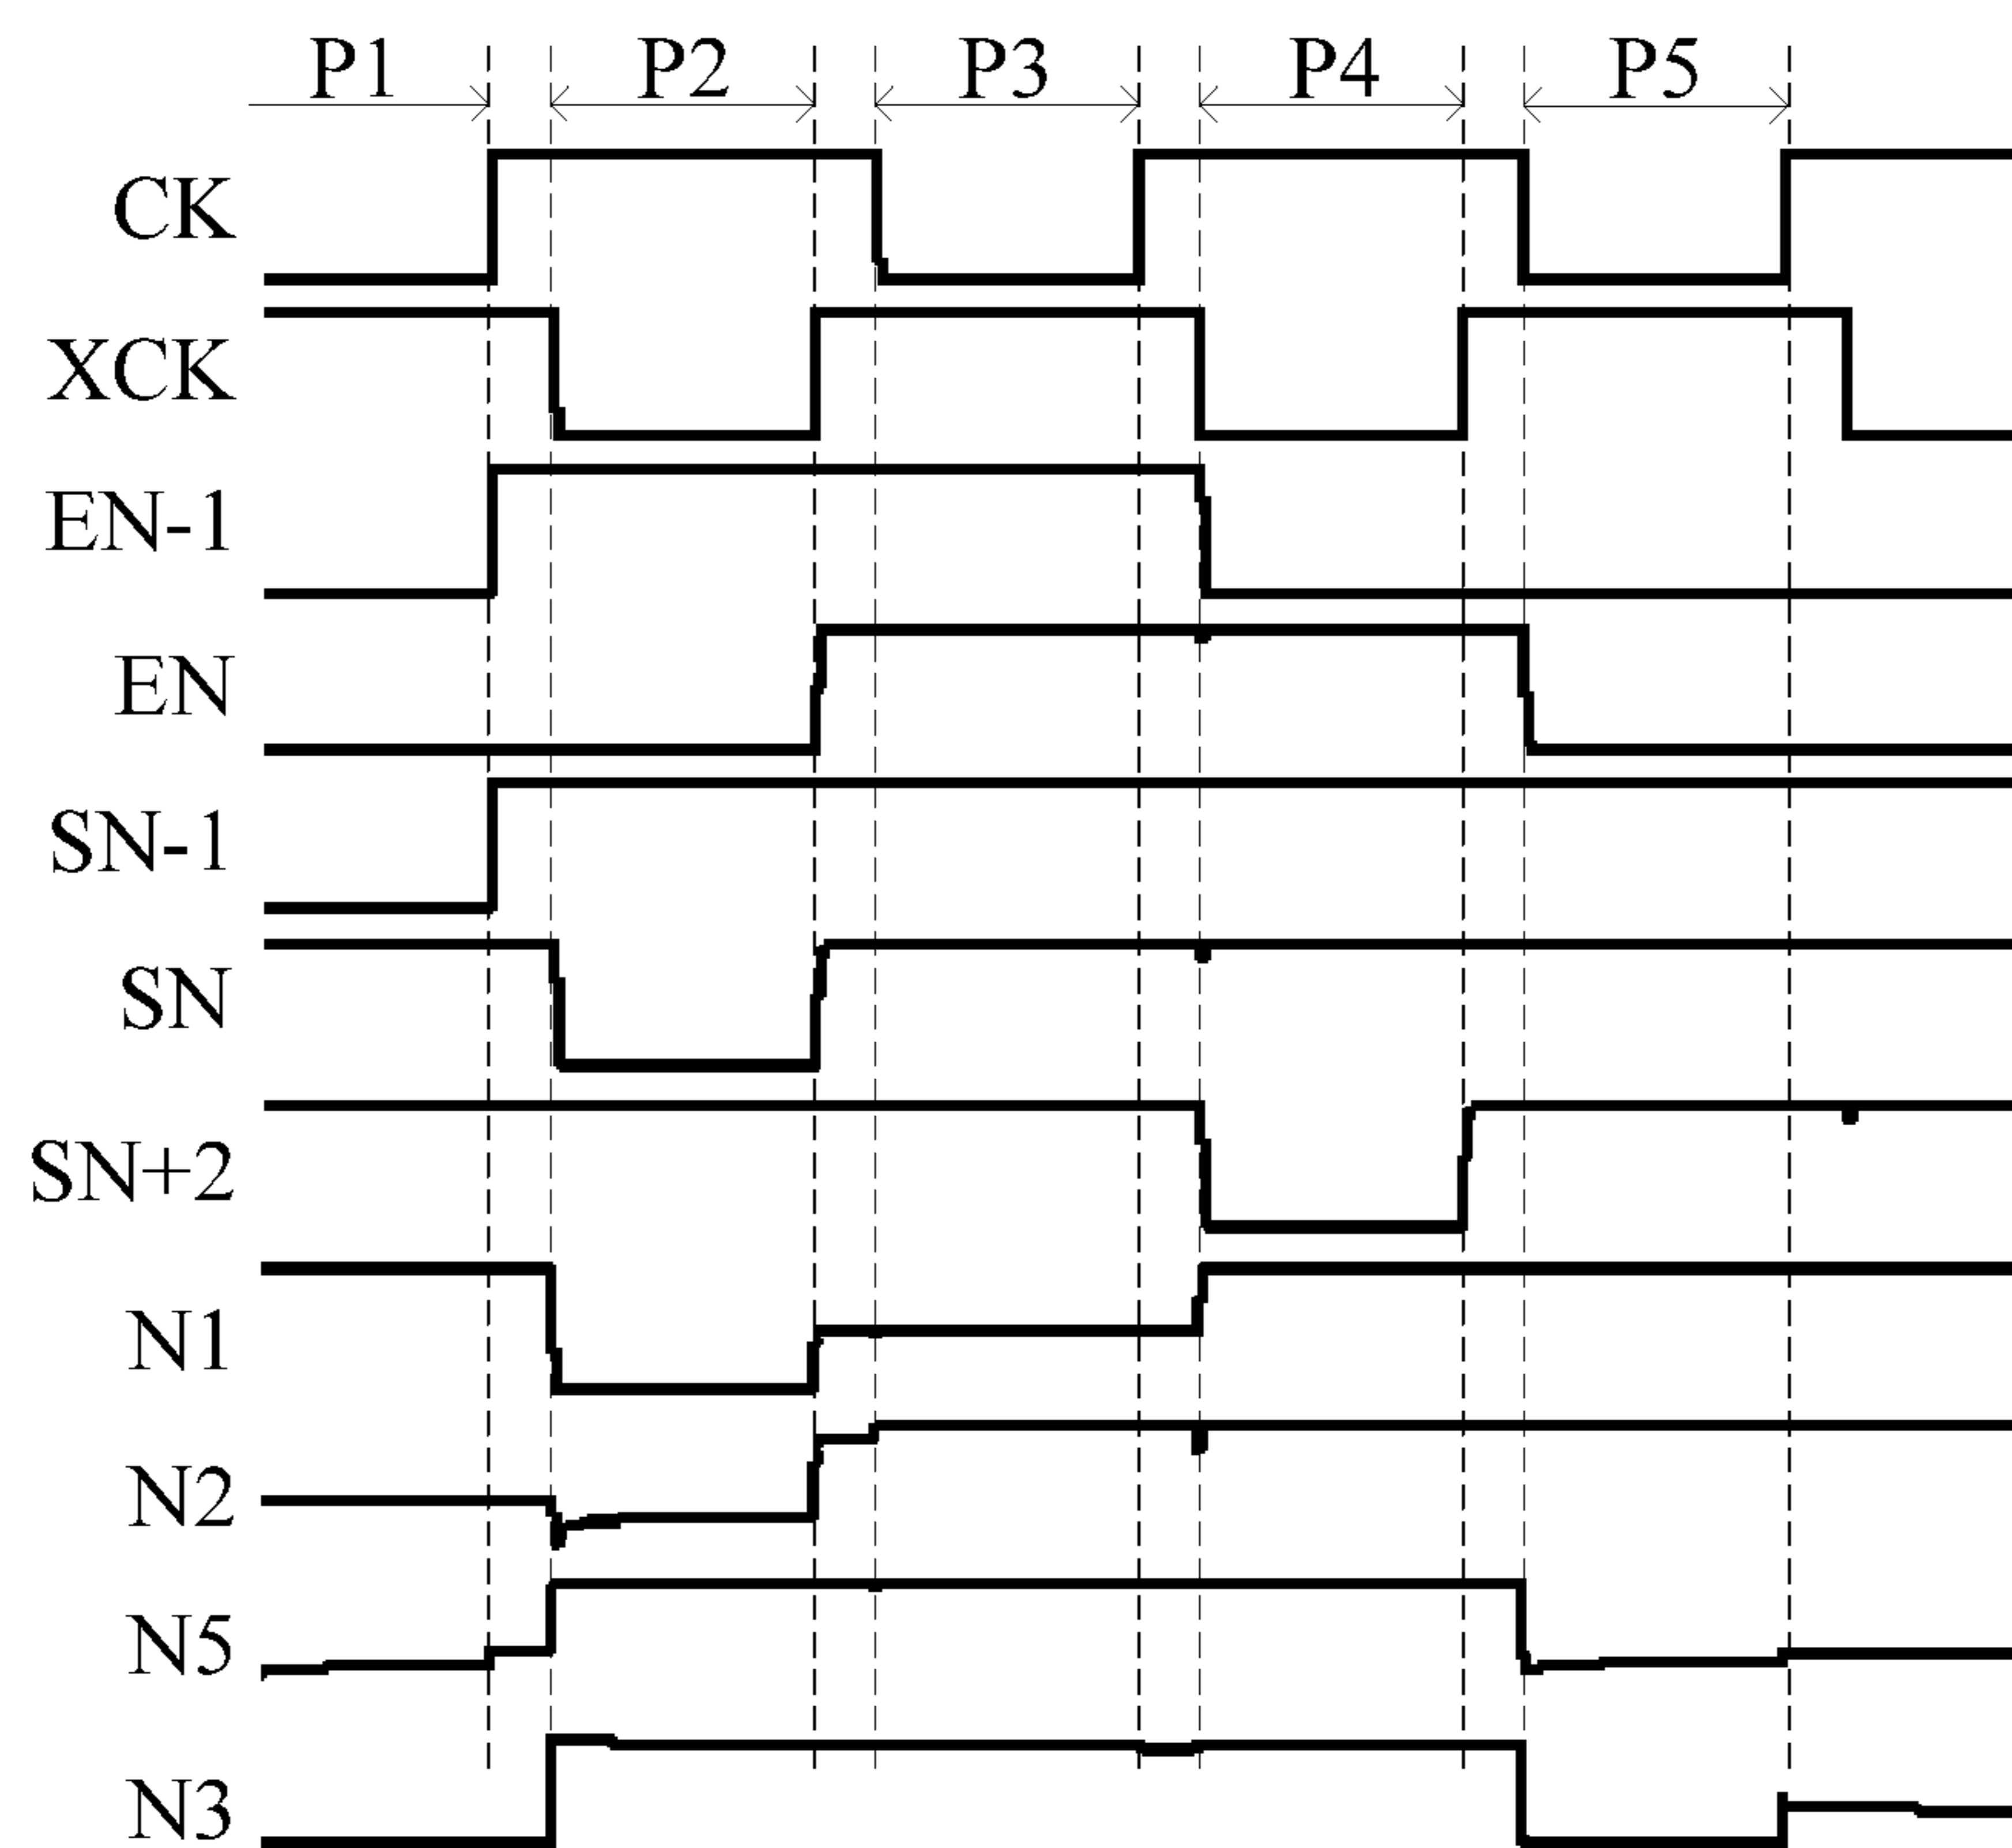 P1 P2 P3 P4 P5
CK
XCK
EN-1
EN
SN-1
SN
SN+2
N1
N2
N5
N3